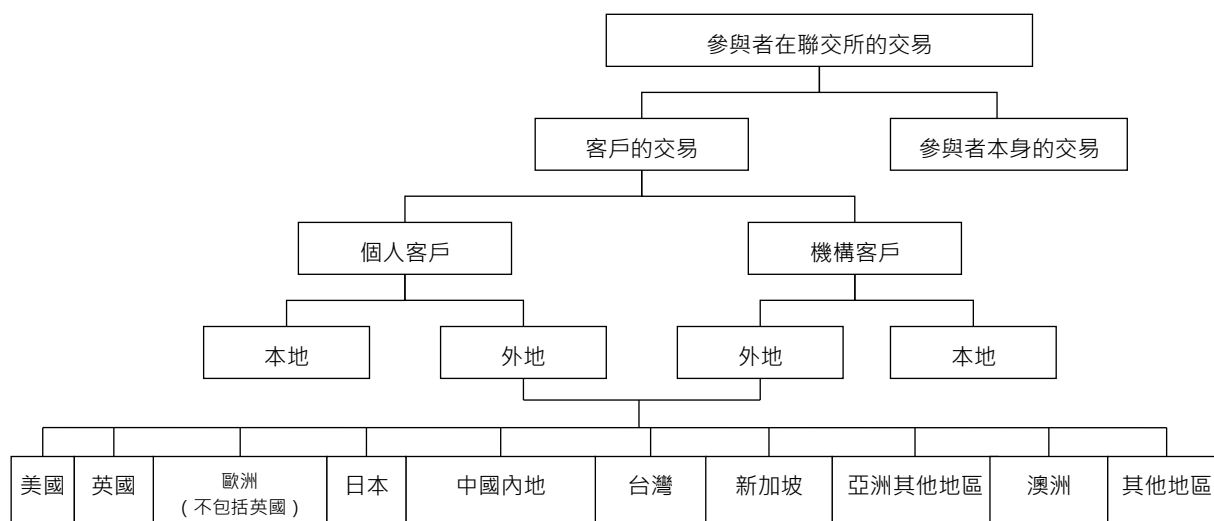 參與者在聯交所的交易
客戶的交易
參與者本身的交易
個人客戶
機構客戶
本地
外地
外地
本地
美國
英國
歐洲
（不包括英國）
日本
中國內地
台灣
新加坡
亞洲其他地區
澳洲
其他地區